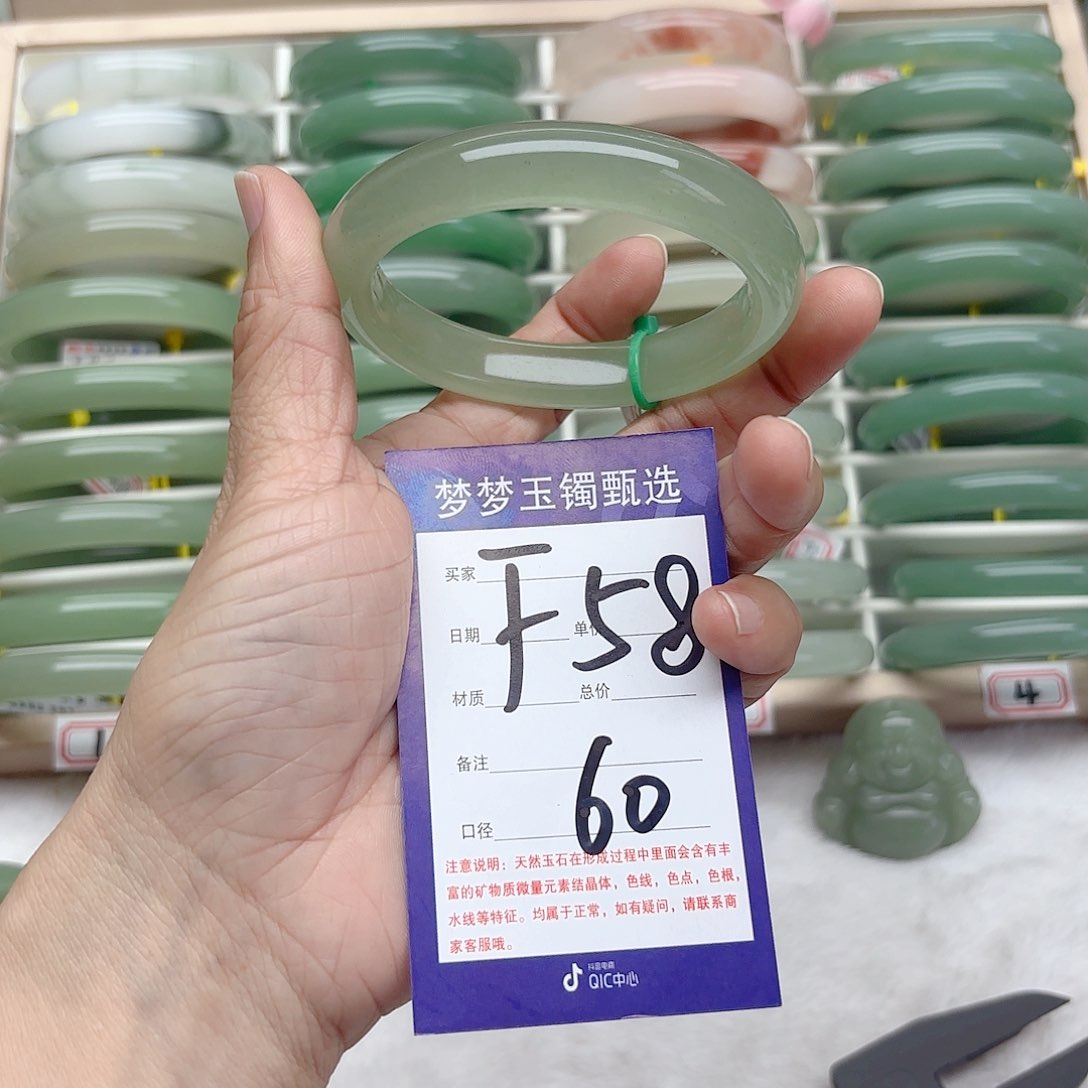 梦梦玉镯甄选
买家
F58
日期
单价
材质
总价
备注
60
口径
注意说明：天然玉石在形成过程中里面会含有丰
富的矿物质微量元素结晶体，色线，色点，色根，
水线等特征。均属于正常，如有疑问，请联系商
家客服哦。
抖音电商
QIC中心
1
4